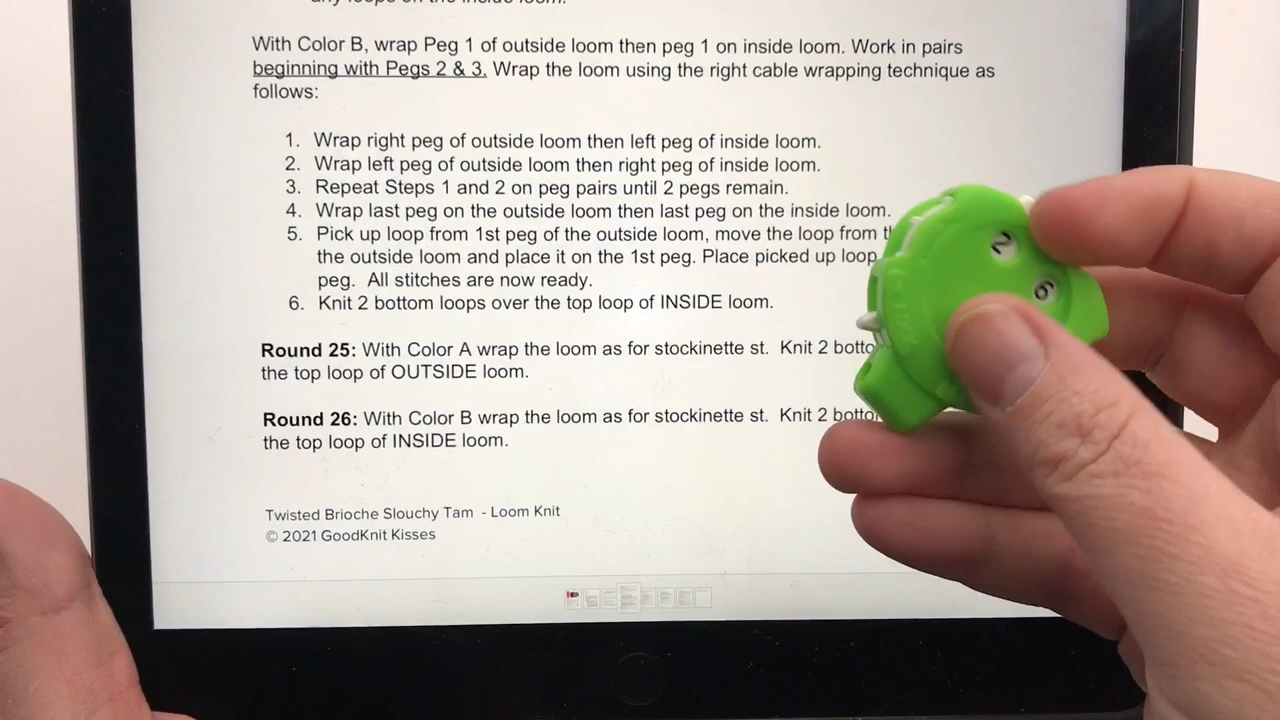 any loops on the inside loom.
With Color B, wrap Peg 1 of outside loom then peg 1 on inside loom. Work in pairs
beginning with Pegs 2 & 3. Wrap the loom using the right cable wrapping technique as
follows:
1. Wrap right peg of outside loom then left peg of inside loom.
2. Wrap left peg of outside loom then right peg of inside loom.
3. Repeat Steps 1 and 2 on peg pairs until 2 pegs remain.
4. Wrap last peg on the outside loom then last peg on the inside loom.
5. Pick up loop from 1st peg of the outside loom, move the loop from
the outside loom and place it on the 1st peg. Place picked up loop
peg. All stitches are now ready.
6. Knit 2 bottom loops over the top loop of INSIDE loom.
Round 25: With Color A wrap the loom as for stockinette st. Knit 2
the top loop of OUTSIDE loom.
Round 26: With Color B wrap the loom as for stockinette st. Knit 2
the top loop of INSIDE loom.
Twisted Brioche Slouchy Tam - Loom Knit
© 2021 GoodKnit Kisses
2 6